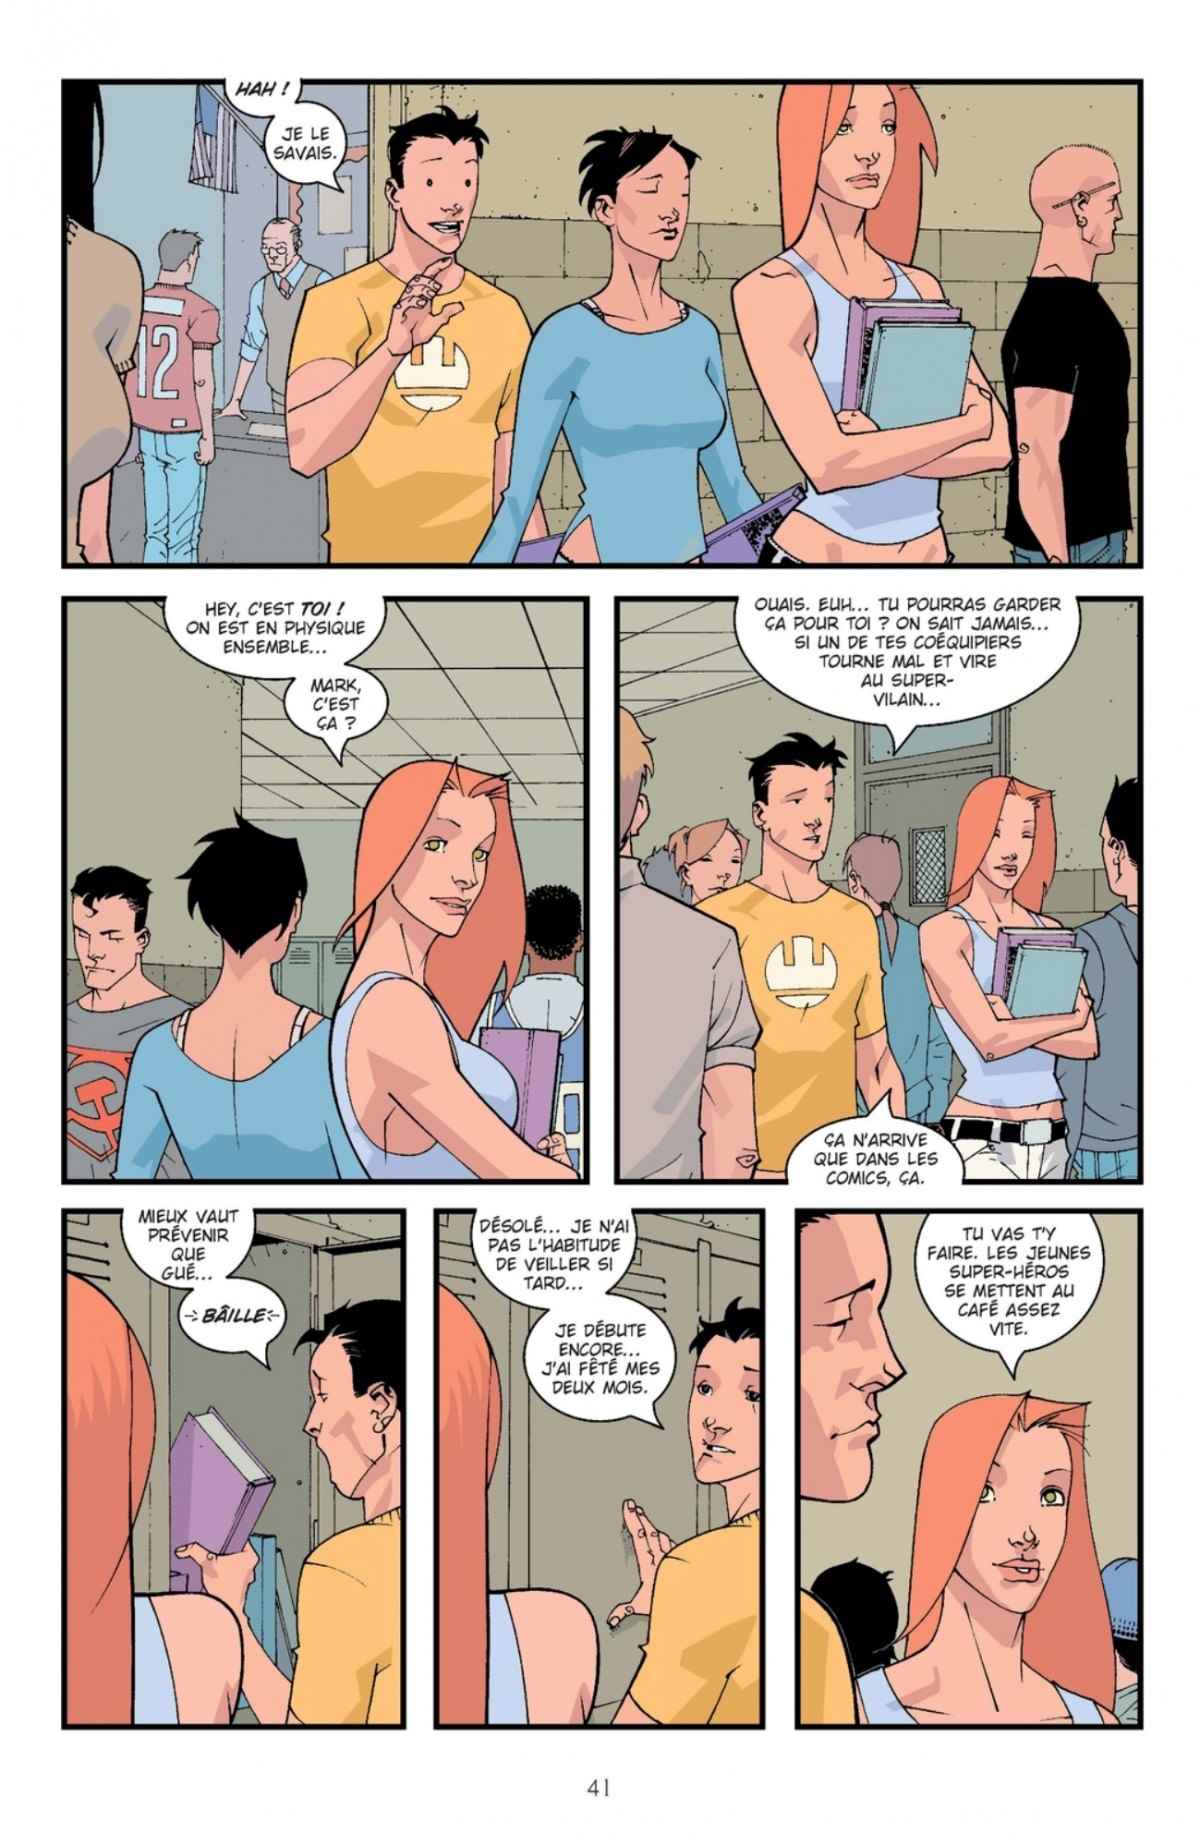 HAH !
JE LE
SAVAIS.
12
HEY, C'EST TOI !
ON EST EN PHYSIQUE
ENSEMBLE...
MARK,
C'EST
ÇA ?
OUAIS. EUH... TU POURRAS GARDER
ÇA POUR TOI ? ON SAIT JAMAIS...
SI UN DE TES COÉQUIPIERS
TOURNE MAL ET VIRE
AU SUPER-
VILAIN...
ÇA N'ARRIVE
QUE DANS LES
COMICS, ÇA.
MIEUX VAUT
PRÉVENIR
QUE
GUÉ...
BÂILLE
DÉSOLÉ... JE N'AI
PAS L'HABITUDE
DE VEILLER SI
TARD...
JE DÉBUTE
ENCORE...
J'AI FÊTÉ MES
DEUX MOIS.
TU VAS T'Y
FAIRE. LES JEUNES
SUPER-HÉROS
SE METTENT AU
CAFÉ ASSEZ
VITE.
41